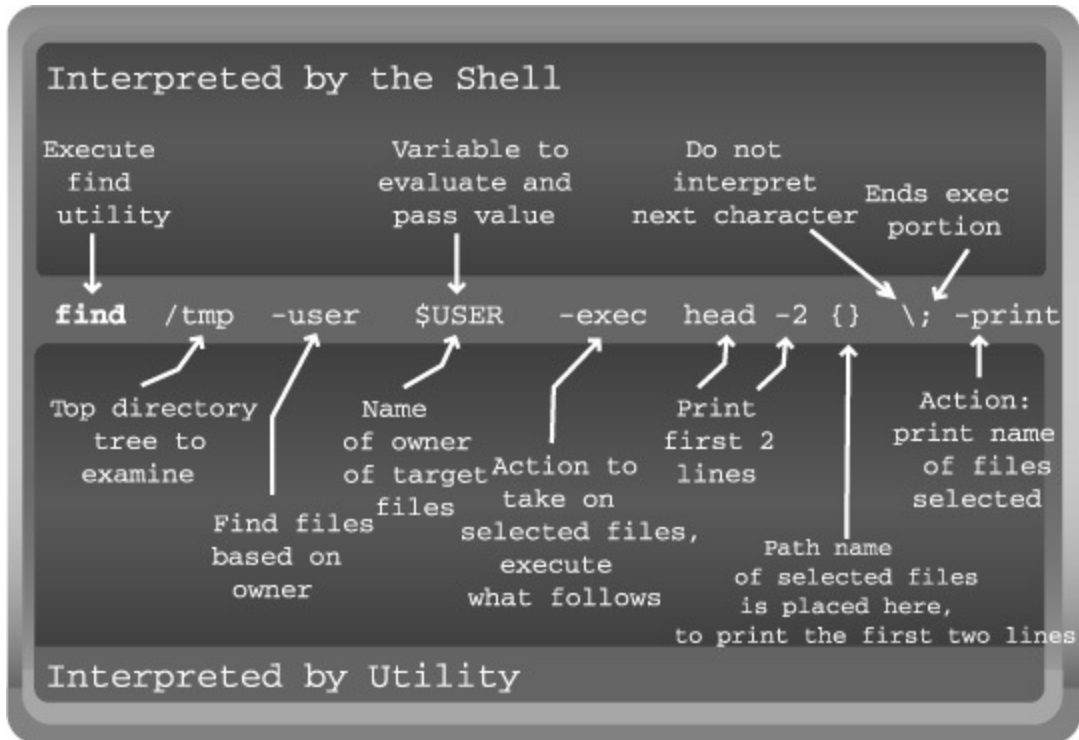 Interpreted by the Shell
Execute
find
utility
Variable to
evaluate and
pass value
Do not
interpret
next character
Ends exec
portion
find /tmp -user $USER -exec head -2 {} \; -print
Top directory
tree to
examine
Find files
based on
owner
Name
of owner
of target
files
Action to
take on
selected files,
execute
what follows
Print
first 2
lines
Path name
of selected files
is placed here,
to print the first two lines
Action:
print name
of files
selected
Interpreted by Utility